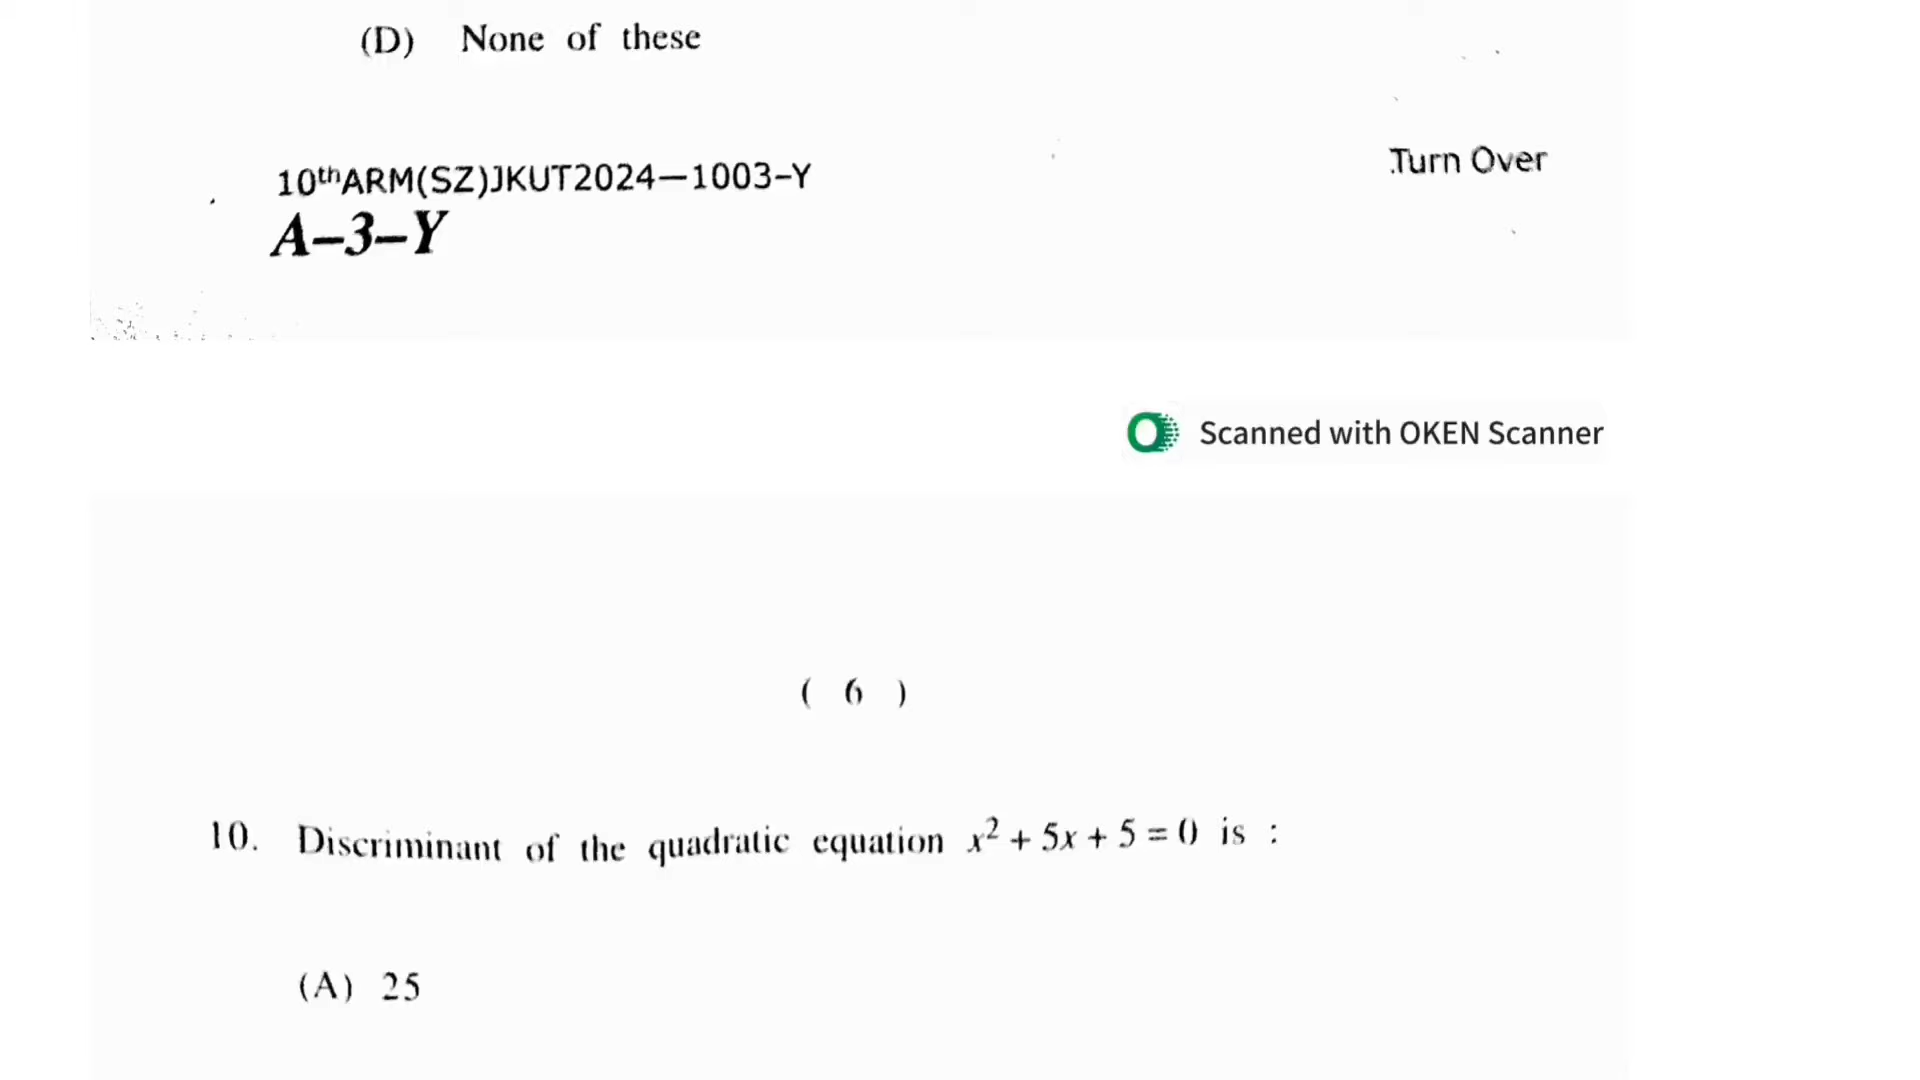 (D) None of these
10ᵗʰARM(SZ)JKUT2024—1003–Y
Turn Over
A–3–Y
Scanned with OKEN Scanner
( 6 )
10. Discriminant of the quadratic equation x² + 5x + 5 = 0 is :
(A) 25